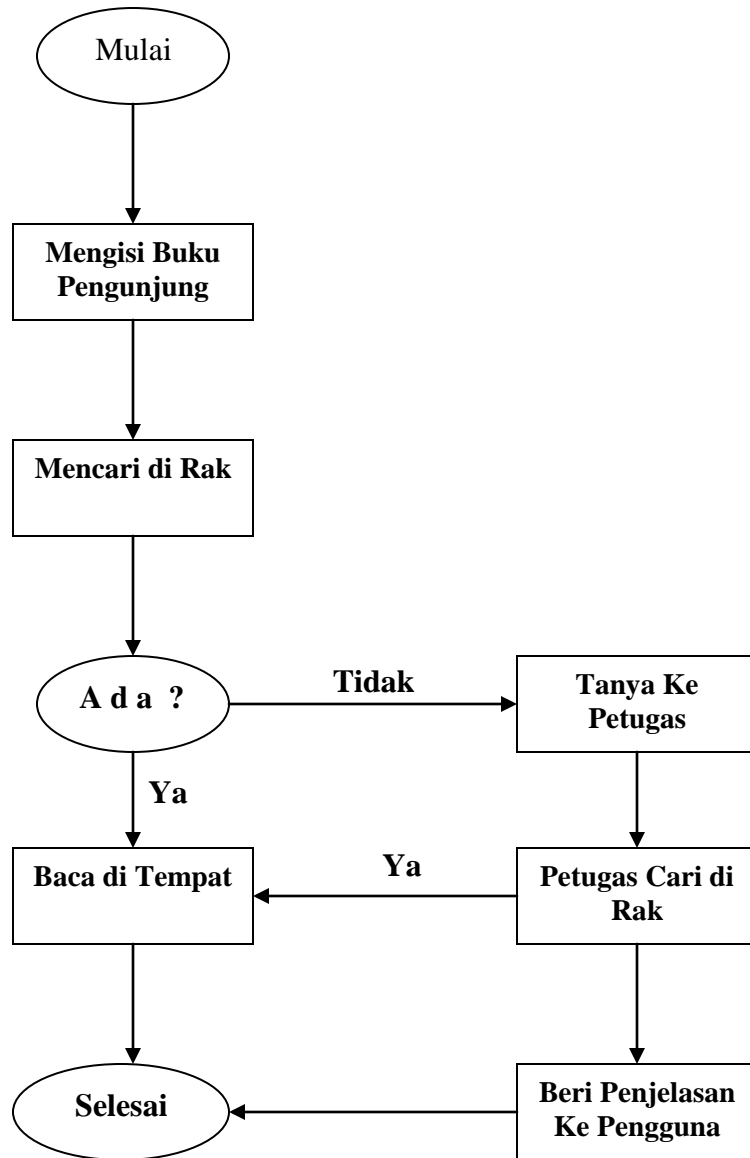 Mulai
Mengisi Buku
Pengunjung
Mencari di Rak
A d a ?
Tidak
Tanya Ke
Petugas
Ya
Baca di Tempat
Ya
Petugas Cari di
Rak
Selesai
Beri Penjelasan
Ke Pengguna